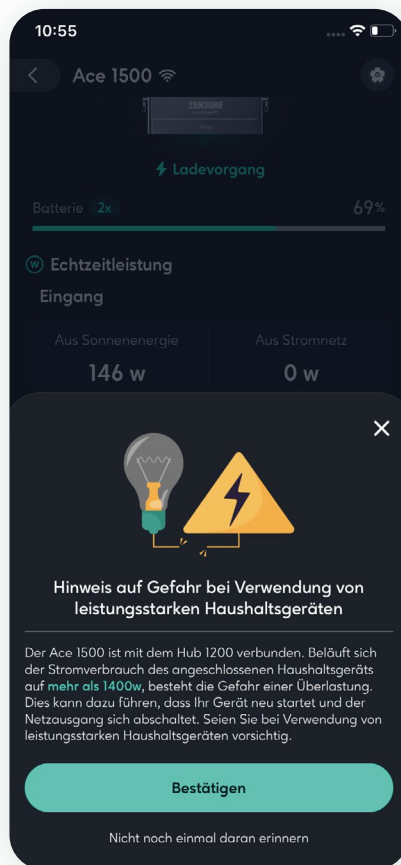 10:55
Ace 1500
ZENDURE
Ladevorgang
Batterie 2x 69%
W Echtzeitleistung
Eingang
Aus Sonnenenergie Aus Stromnetz
146 w 0 w
Hinweis auf Gefahr bei Verwendung von
leistungsstarken Haushaltsgeräten
Der Ace 1500 ist mit dem Hub 1200 verbunden. Beläuft sich
der Stromverbrauch des angeschlossenen Haushaltsgeräts
auf mehr als 1400w, besteht die Gefahr einer Überlastung.
Dies kann dazu führen, dass Ihr Gerät neu startet und der
Netzausgang sich abschaltet. Seien Sie bei Verwendung von
leistungsstarken Haushaltsgeräten vorsichtig.
Bestätigen
Nicht noch einmal daran erinnern